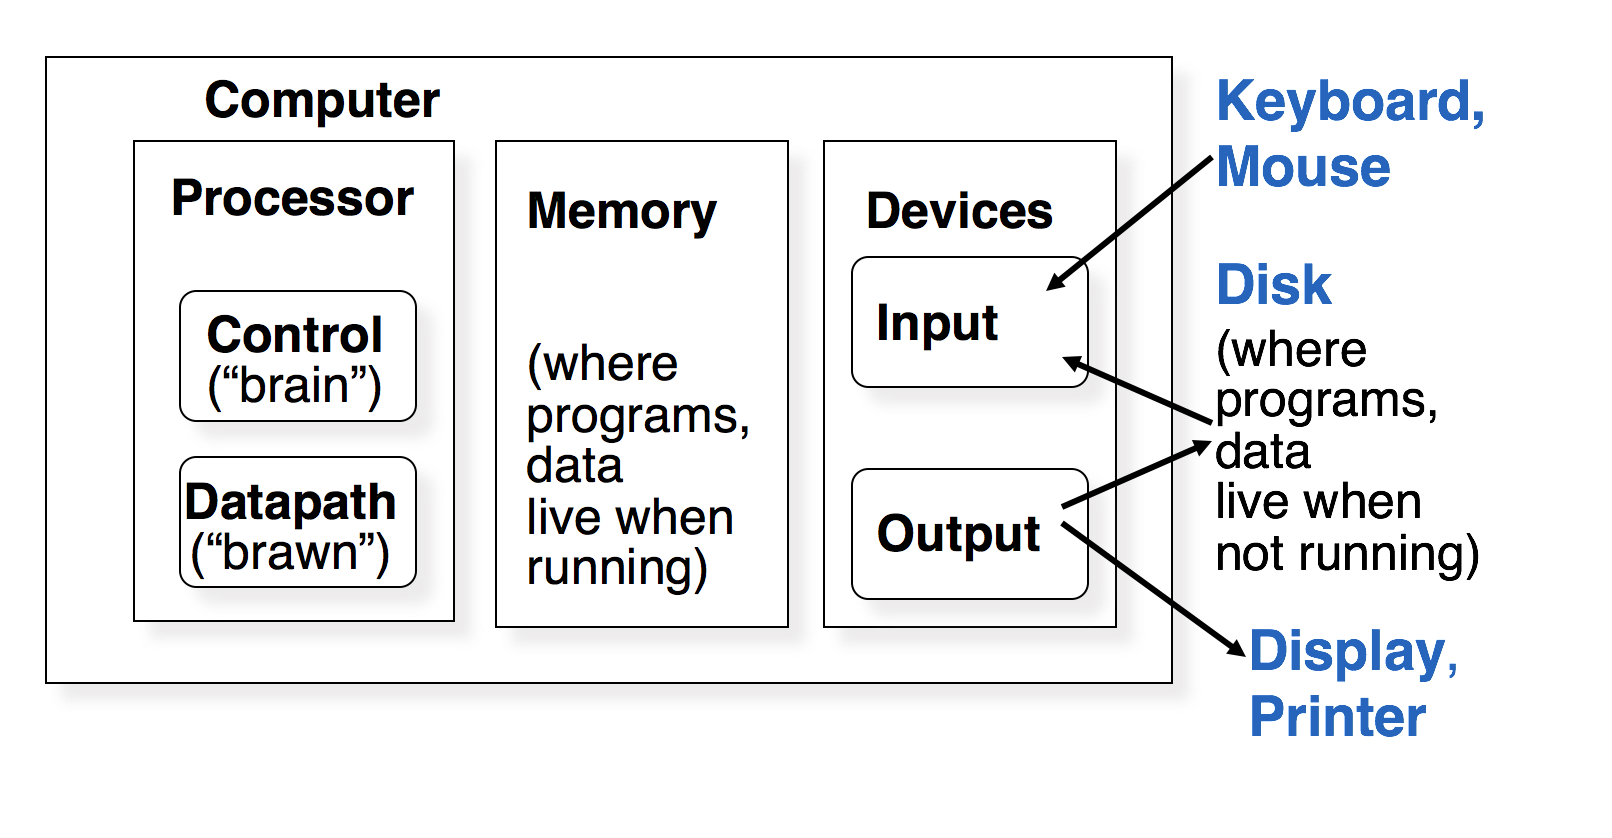 Computer
Processor
Control
(“brain”)
Datapath
(“brawn”)
Memory
(where
programs,
data
live when
running)
Devices
Input
Output
Keyboard,
Mouse
Disk
(where
programs,
data
live when
not running)
Display,
Printer